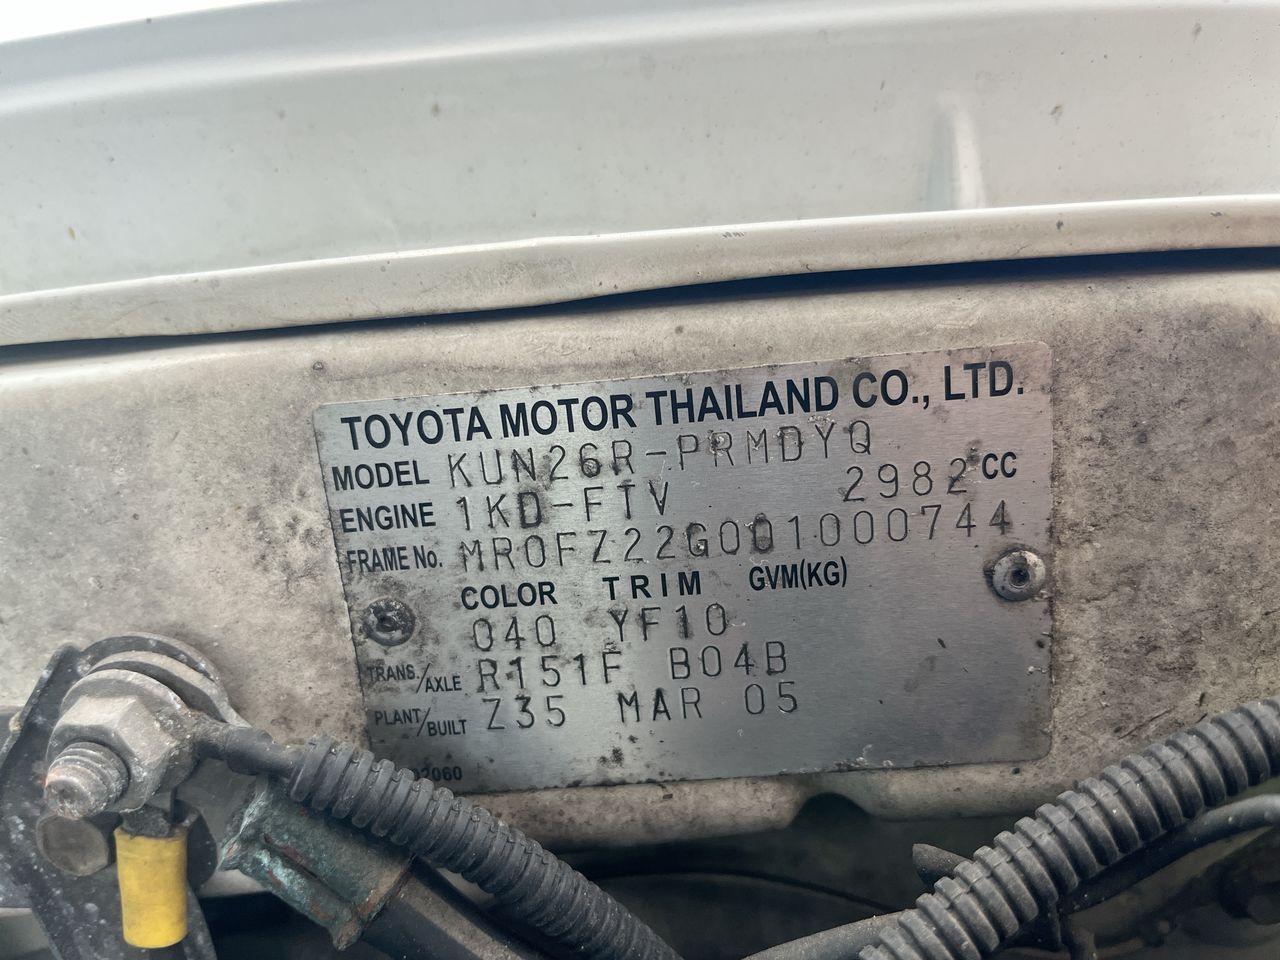 TOYOTA MOTOR THAILAND CO., LTD.
MODEL KUN26R-PRMDYQ
ENGINE 1KD-FTV 2982 CC
FRAME No. MR0FZ22G001000744
COLOR TRIM GVM(KG)
040 YF10
TRANS./AXLE R151F B04B
PLANT/BUILT Z35 MAR 05
2060